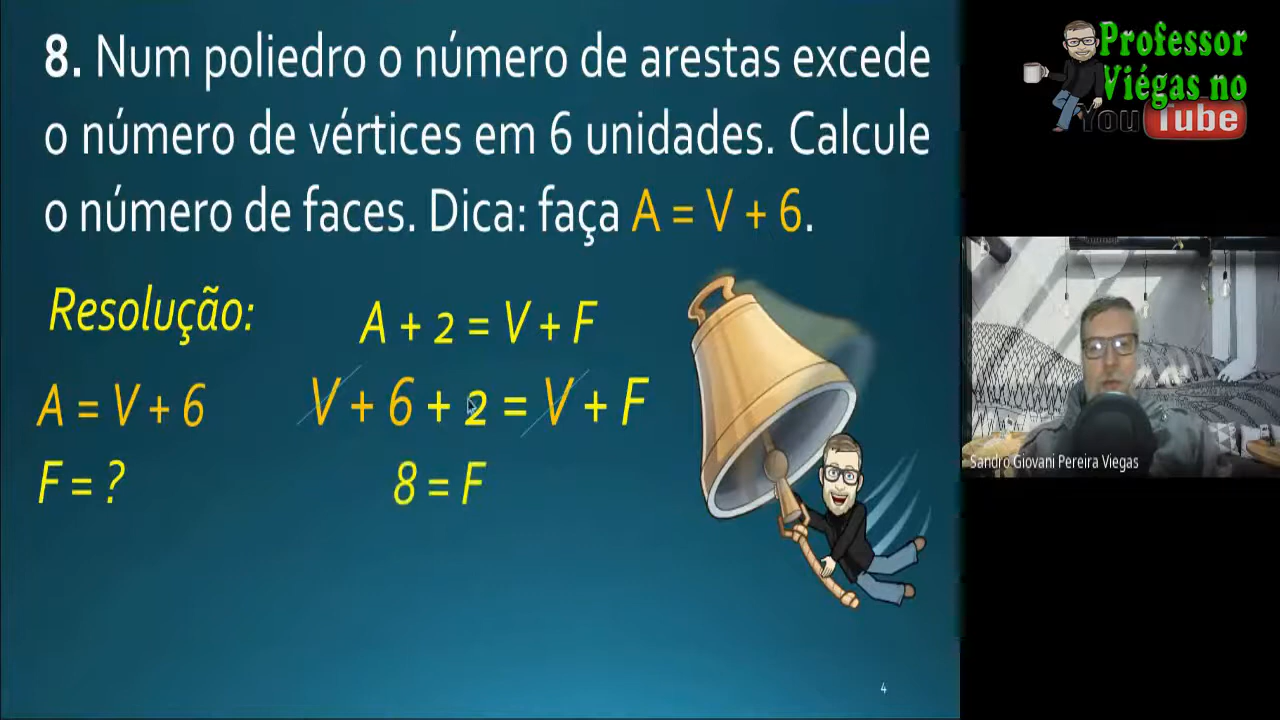 8. Num poliedro o número de arestas excede
o número de vértices em 6 unidades. Calcule
o número de faces. Dica: faça A = V + 6.
Resolução:
A + 2 = V + F
A = V + 6
V + 6 + 2 = V + F
F = ?
8 = F
4
Professor
Viégas no
YouTube
Sandro Giovani Pereira Viegas